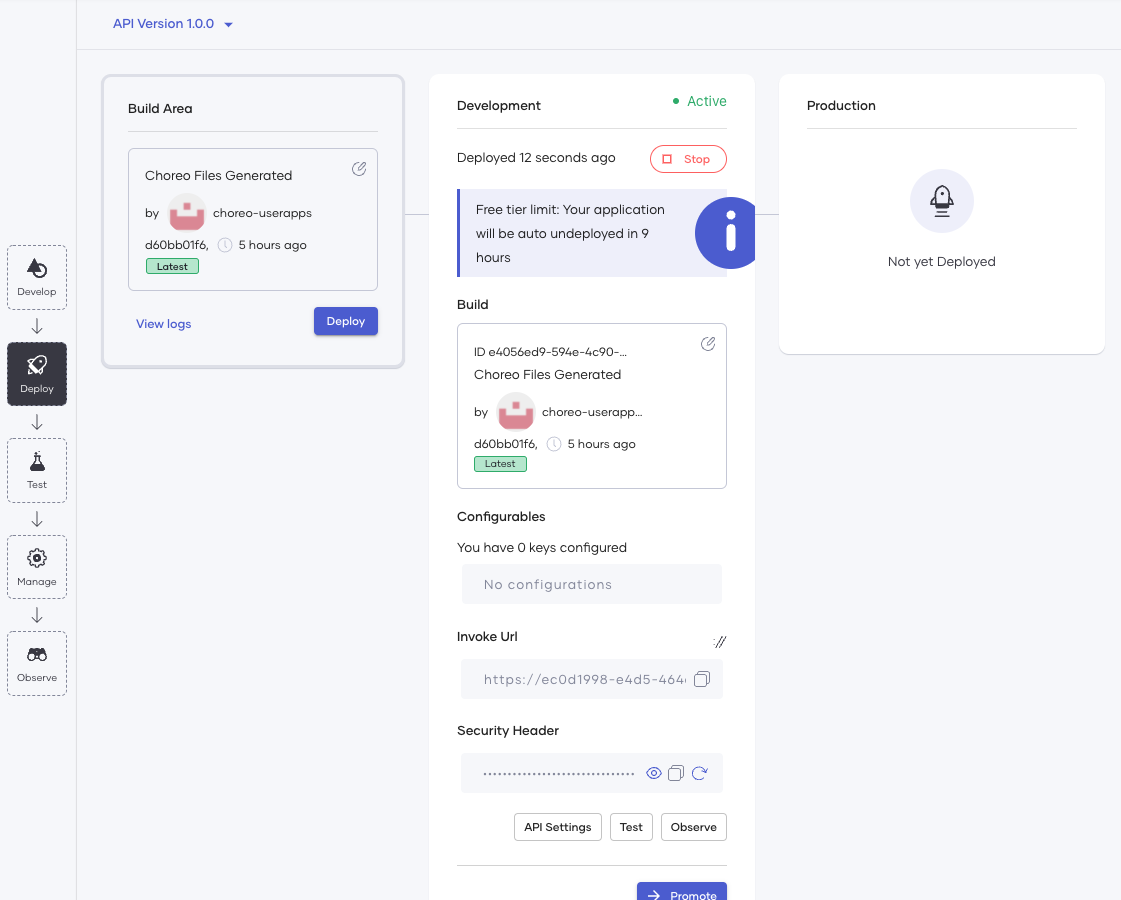 API Version 1.0.0
Develop
Deploy
Test
Manage
Observe
Build Area
Choreo Files Generated
by choreo-userapps
d60bb01f6, 5 hours ago
Latest
View logs
Deploy
Development
Active
Deployed 12 seconds ago
Stop
Free tier limit: Your application
will be auto undeployed in 9
hours
Build
ID e4056ed9-594e-4c90-...
Choreo Files Generated
by choreo-userapp...
d60bb01f6, 5 hours ago
Latest
Configurables
You have 0 keys configured
No configurations
Invoke Url
://
https://ec0d1998-e4d5-464
Security Header
API Settings
Test
Observe
Promote
Production
Not yet Deployed